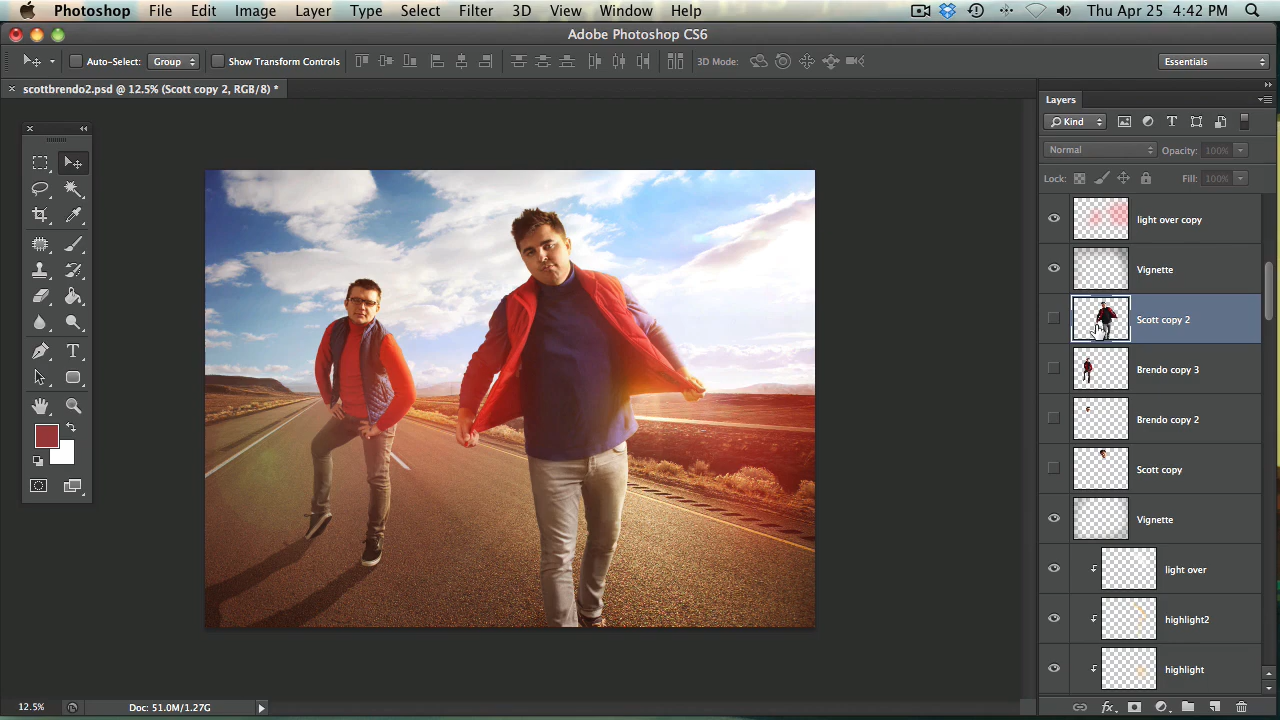 Photoshop File Edit Image Layer Type Select Filter 3D View Window Help Thu Apr 25 4:42 PM
Adobe Photoshop CS6
Auto-Select: Group Show Transform Controls 3D Mode: Essentials
scottbrendo2.psd @ 12.5% (Scott copy 2, RGB/8) *
Layers
Kind
Normal Opacity: 100%
Lock: Fill: 100%
light over copy
Vignette
Scott copy 2
Brendo copy 3
Brendo copy 2
Scott copy
Vignette
light over
highlight2
highlight
12.5% Doc: 51.0M/1.27G